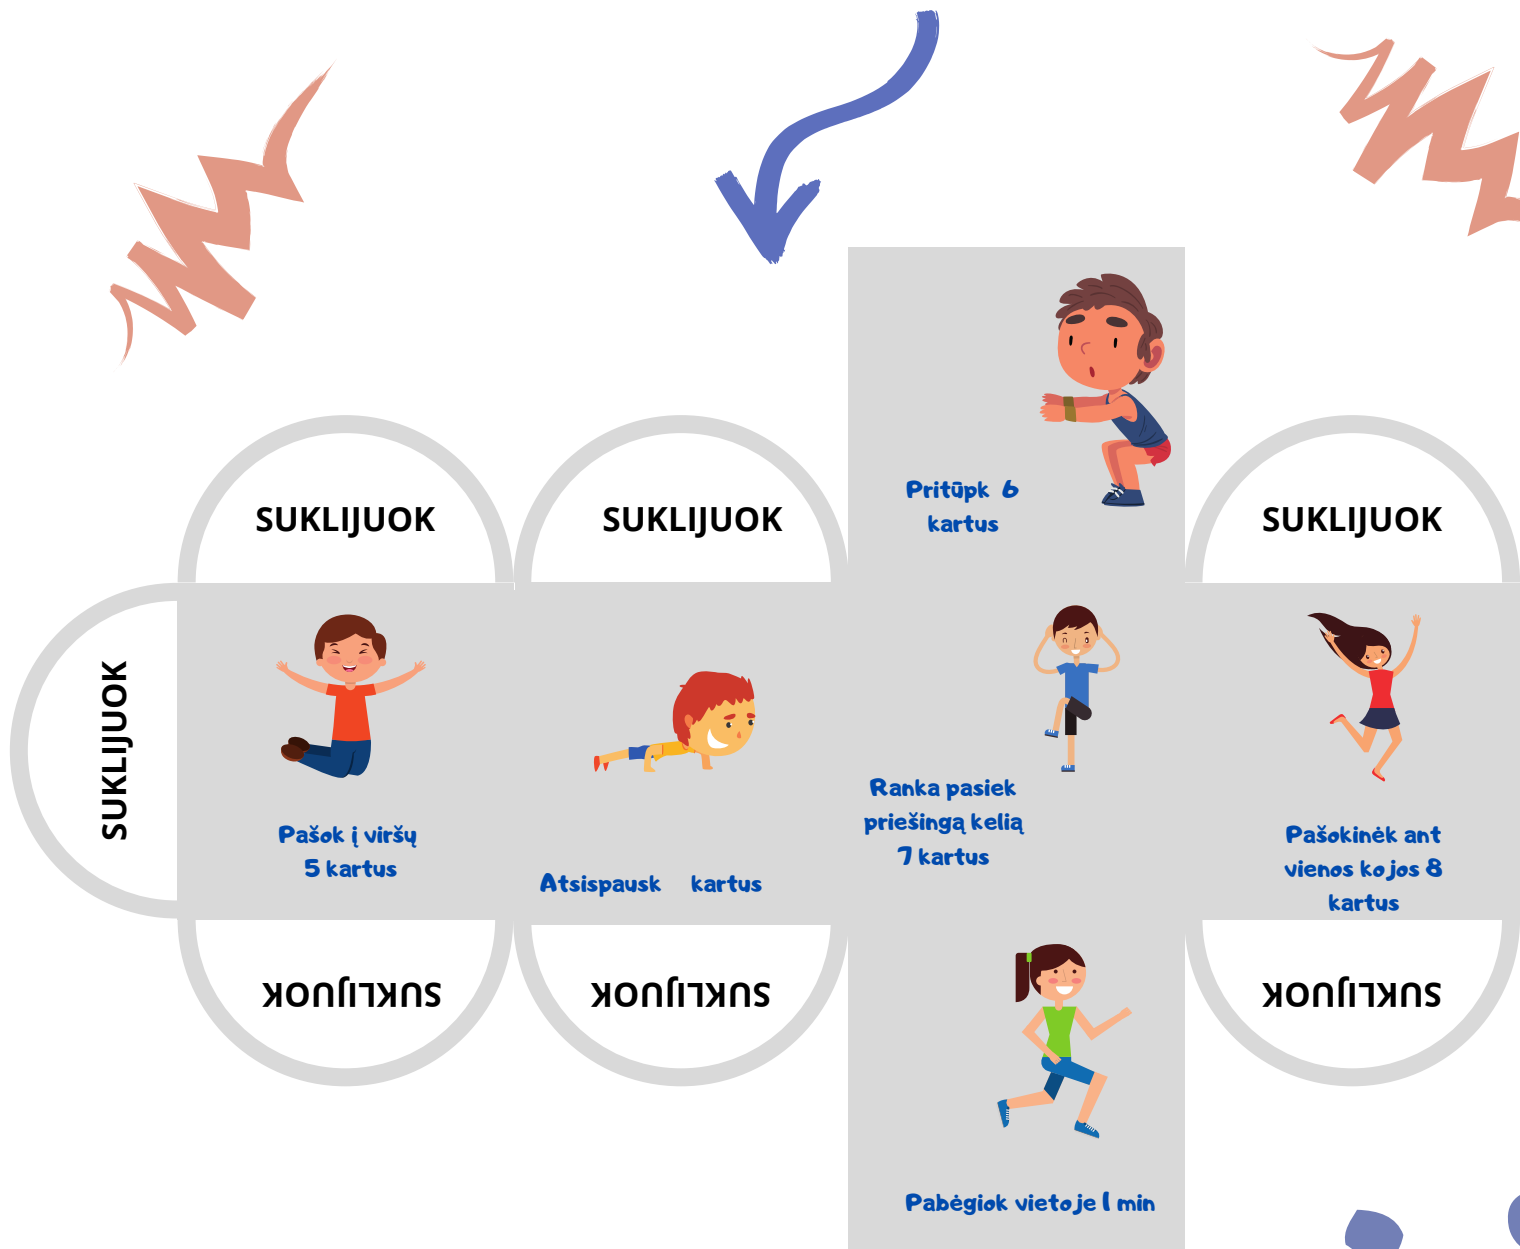 Pritūpk 6
kartus
SUKLIJUOK
SUKLIJUOK
SUKLIJUOK
SUKLIJUOK
Pašok į viršų
5 kartus
Atsispausk kartus
Ranka pasiek
priešingą kelią
7 kartus
Pašokinėk ant
vienos kojos 8
kartus
SUKLIJUOK
SUKLIJUOK
SUKLIJUOK
Pabėgiok vietoje 1 min